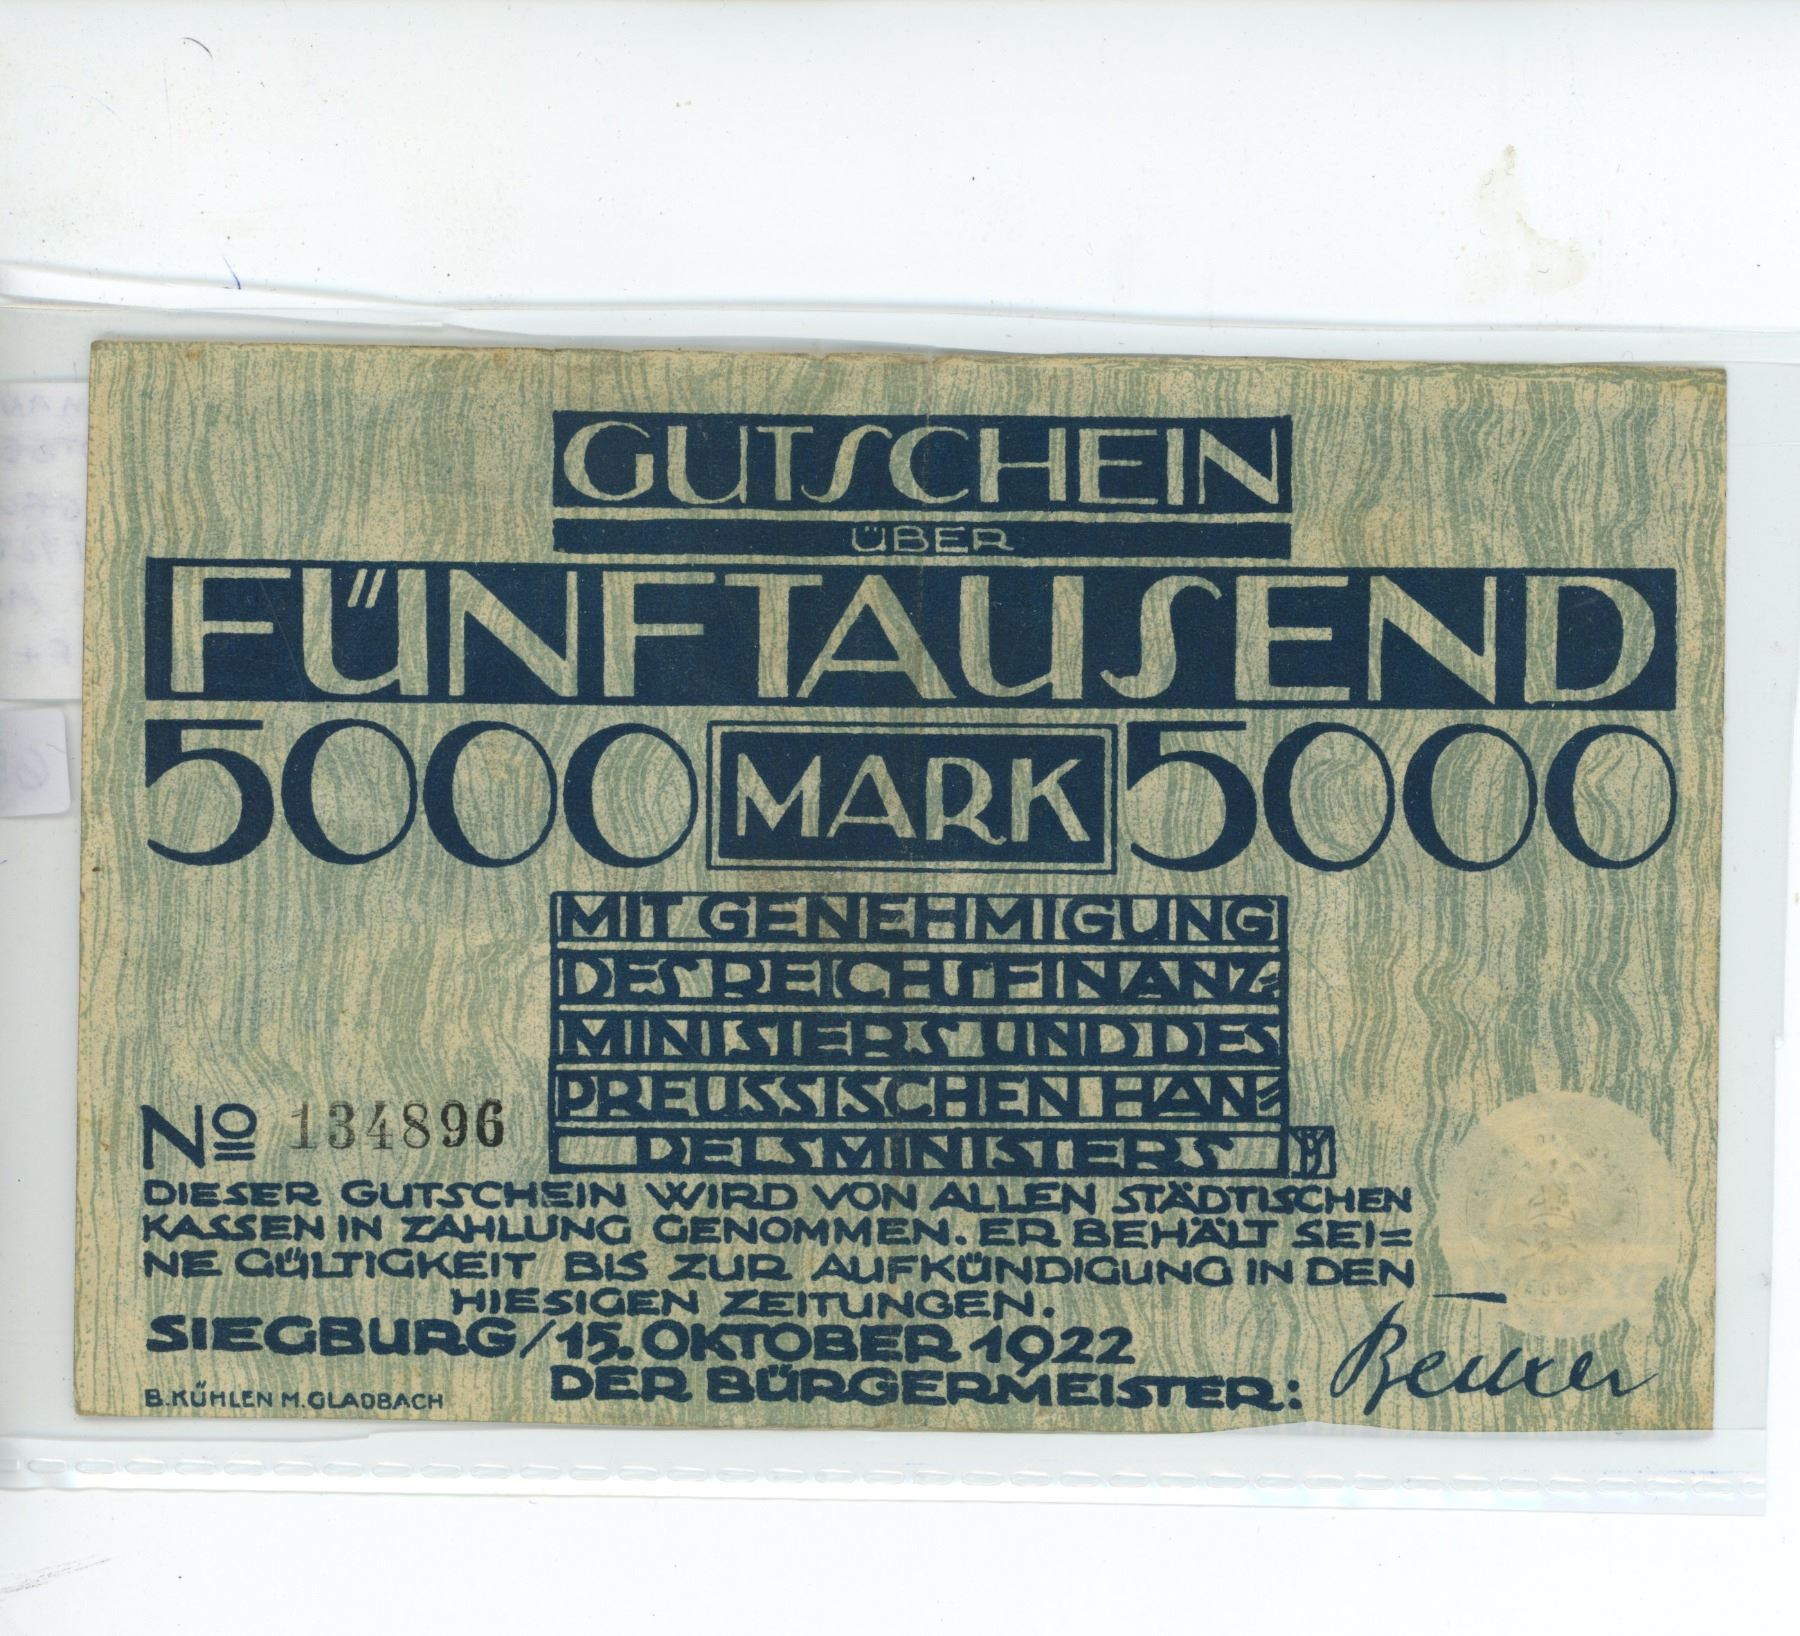 GUTSCHEIN
ÜBER
FÜNFTAUSEND
5000 MARK 5000
MIT GENEHMIGUNG
DES REICHSFINANZ=
MINISTERS UND DES
PREUSSISCHEN HAN=
DELSMINISTERS
No 134896
DIESER GUTSCHEIN WIRD VON ALLEN STÄDTISCHEN
KASSEN IN ZAHLUNG GENOMMEN. ER BEHÄLT SEI=
NE GÜLTIGKEIT BIS ZUR AUFKÜNDIGUNG IN DEN
HIESIGEN ZEITUNGEN.
SIEGBURG/15. OKTOBER 1922
DER BÜRGERMEISTER:
B. KÜHLEN M. GLADBACH